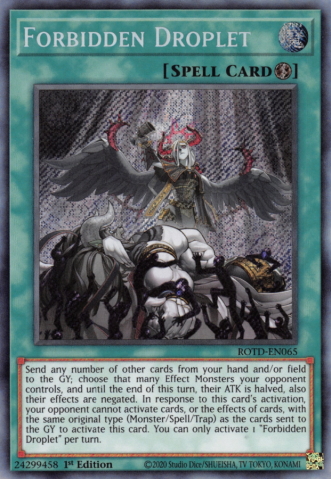 FORBIDDEN DROPLET
[SPELL CARD]
ROTD-EN065
Send any number of other cards from your hand and/or field
to the GY; choose that many Effect Monsters your opponent
controls, and until the end of this turn, their ATK is halved, also
their effects are negated. In response to this card's activation,
your opponent cannot activate cards, or the effects of cards, with
the same original type (Monster/Spell/Trap) as the cards sent to
the GY to activate this card. You can only activate 1 "Forbidden
Droplet" per turn.
24299458 1st Edition ©2020 Studio Dice/SHUEISHA, TV TOKYO, KONAMI